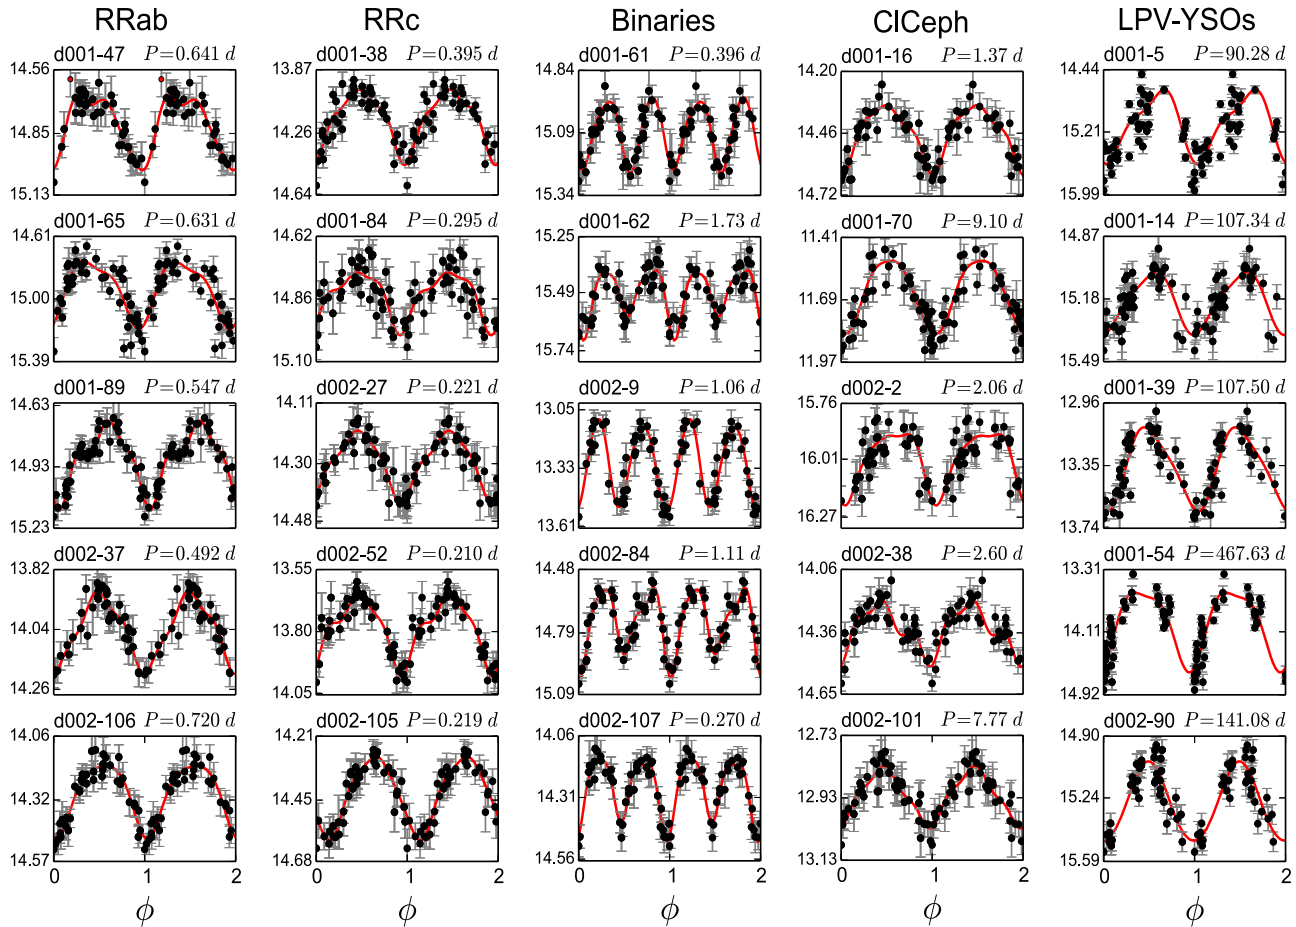 RRab RRc Binaries ClCeph LPV-YSOs
d001-47 P=0.641 d d001-38 P=0.395 d d001-61 P=0.396 d d001-16 P=1.37 d d001-5 P=90.28 d
14.56 13.87 14.84 14.20 14.44
14.85 14.26 15.09 14.46 15.21
15.13 14.64 15.34 14.72 15.99
d001-65 P=0.631 d d001-84 P=0.295 d d001-62 P=1.73 d d001-70 P=9.10 d d001-14 P=107.34 d
14.61 14.62 15.25 11.41 14.87
15.00 14.86 15.49 11.69 15.18
15.39 15.10 15.74 11.97 15.49
d001-89 P=0.547 d d002-27 P=0.221 d d002-9 P=1.06 d d002-2 P=2.06 d d001-39 P=107.50 d
14.63 14.11 13.05 15.76 12.96
14.93 14.30 13.33 16.01 13.35
15.23 14.48 13.61 16.27 13.74
d002-37 P=0.492 d d002-52 P=0.210 d d002-84 P=1.11 d d002-38 P=2.60 d d001-54 P=467.63 d
13.82 13.55 14.48 14.06 13.31
14.04 13.80 14.79 14.36 14.11
14.26 14.05 15.09 14.65 14.92
d002-106 P=0.720 d d002-105 P=0.219 d d002-107 P=0.270 d d002-101 P=7.77 d d002-90 P=141.08 d
14.06 14.21 14.06 12.73 14.90
14.32 14.45 14.31 12.93 15.24
14.57 14.68 14.56 13.13 15.59
0 1 2 0 1 2 0 1 2 0 1 2 0 1 2
ϕ ϕ ϕ ϕ ϕ